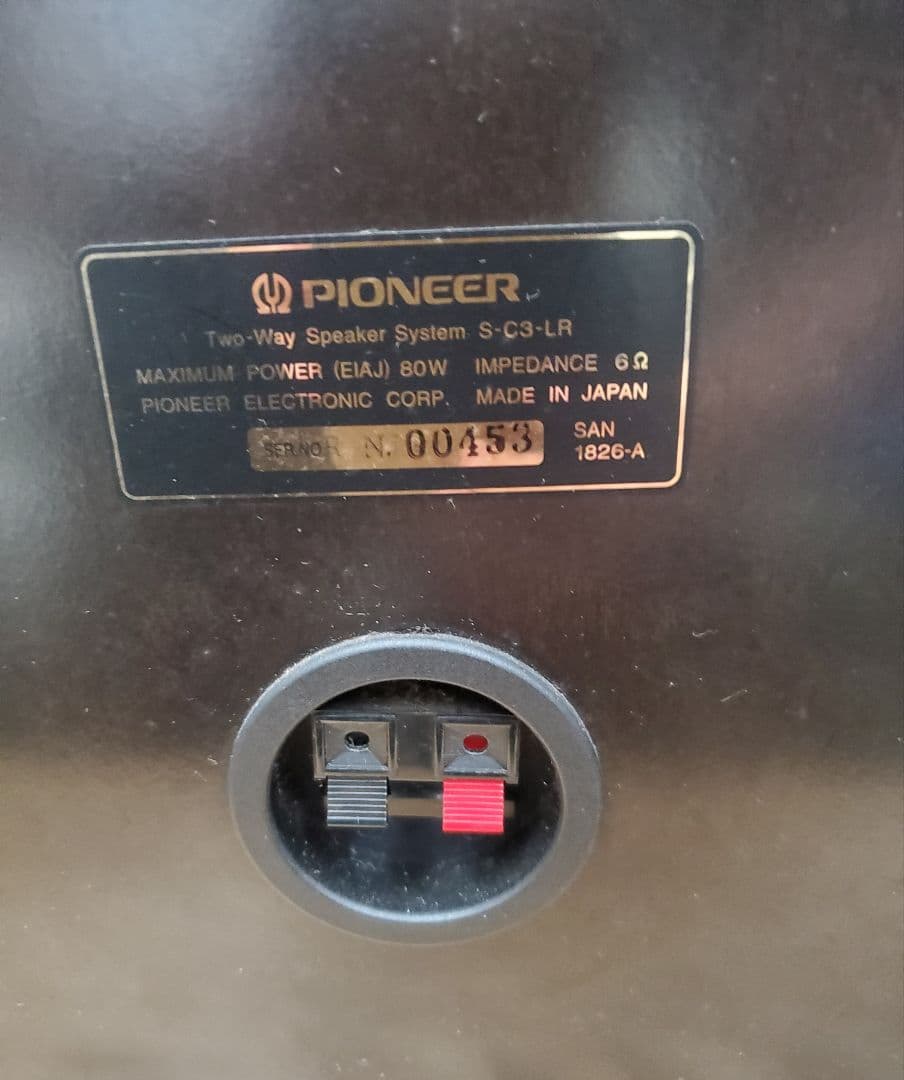 PIONEER
Two-Way Speaker System S-C3-LR
MAXIMUM POWER (EIAJ) 80W IMPEDANCE 6Ω
PIONEER ELECTRONIC CORP. MADE IN JAPAN
SER.NO R N. 00453
SAN
1826-A